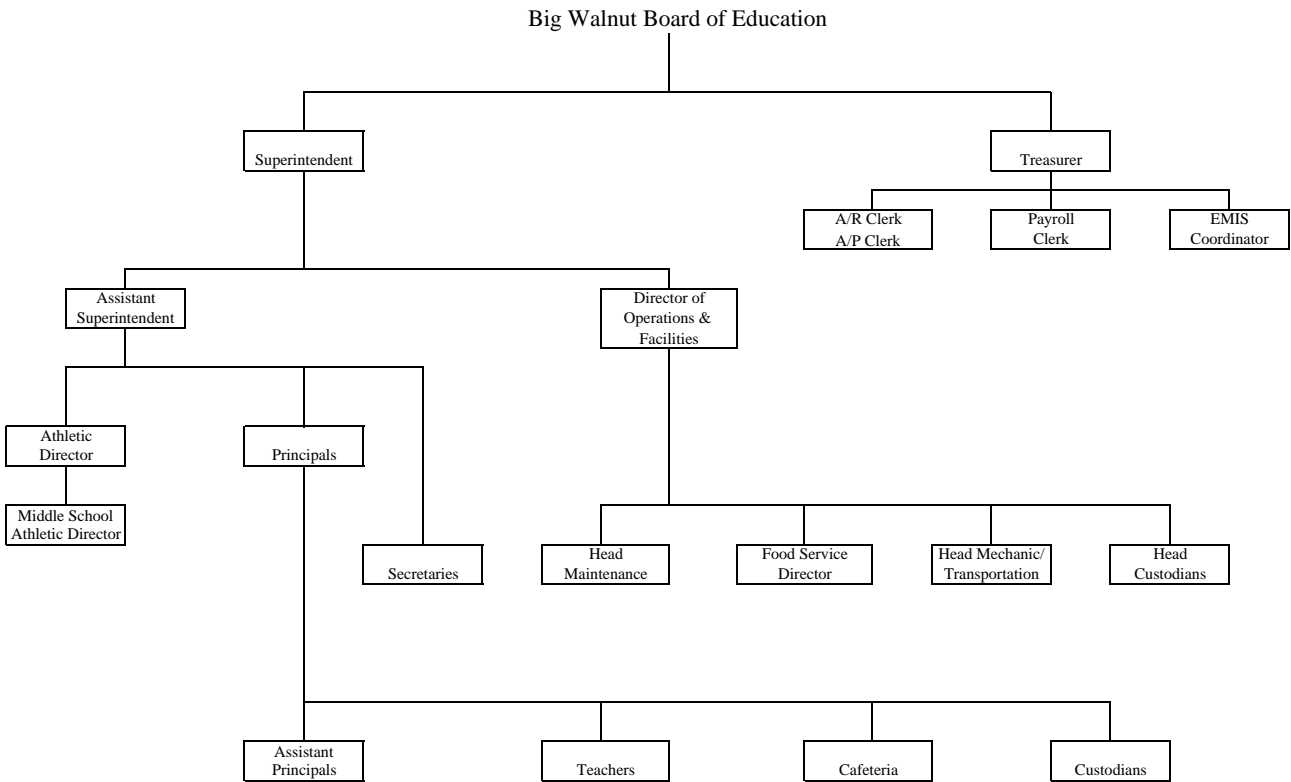 Big Walnut Board of Education
Superintendent
Treasurer
A/R Clerk
A/P Clerk
Payroll
Clerk
EMIS
Coordinator
Assistant
Superintendent
Director of
Operations &
Facilities
Athletic
Director
Principals
Middle School
Athletic Director
Secretaries
Head
Maintenance
Food Service
Director
Head Mechanic/
Transportation
Head
Custodians
Assistant
Principals
Teachers
Cafeteria
Custodians